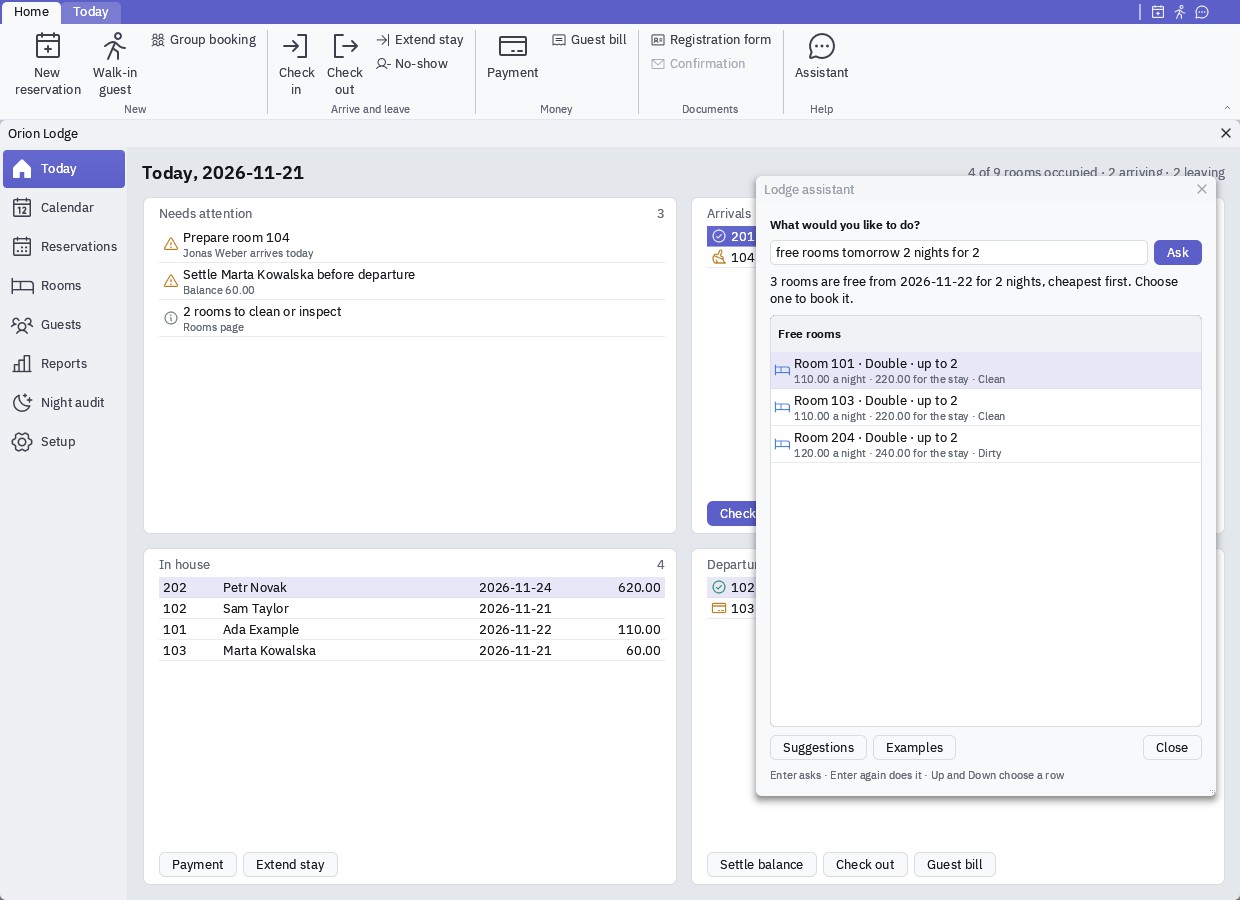 Home Today
New reservation
Walk-in guest
Group booking
New
Check in
Check out
Extend stay
No-show
Arrive and leave
Payment
Guest bill
Money
Registration form
Confirmation
Documents
Assistant
Help
Orion Lodge
Today
Calendar
12
Reservations
Rooms
Guests
Reports
Night audit
Setup
Today, 2026-11-21
4 of 9 rooms occupied · 2 arriving · 2 leaving
Needs attention 3
Prepare room 104
Jonas Weber arrives today
Settle Marta Kowalska before departure
Balance 60.00
2 rooms to clean or inspect
Rooms page
Arrivals
201
104
Check
In house 4
202 Petr Novak 2026-11-24 620.00
102 Sam Taylor 2026-11-21
101 Ada Example 2026-11-22 110.00
103 Marta Kowalska 2026-11-21 60.00
Payment Extend stay
102
103
Settle balance Check out Guest bill
Lodge assistant
What would you like to do?
free rooms tomorrow 2 nights for 2 Ask
3 rooms are free from 2026-11-22 for 2 nights, cheapest first. Choose
one to book it.
Free rooms
Room 101 · Double · up to 2
110.00 a night · 220.00 for the stay · Clean
Room 103 · Double · up to 2
110.00 a night · 220.00 for the stay · Clean
Room 204 · Double · up to 2
120.00 a night · 240.00 for the stay · Dirty
Suggestions Examples Close
Enter asks · Enter again does it · Up and Down choose a row